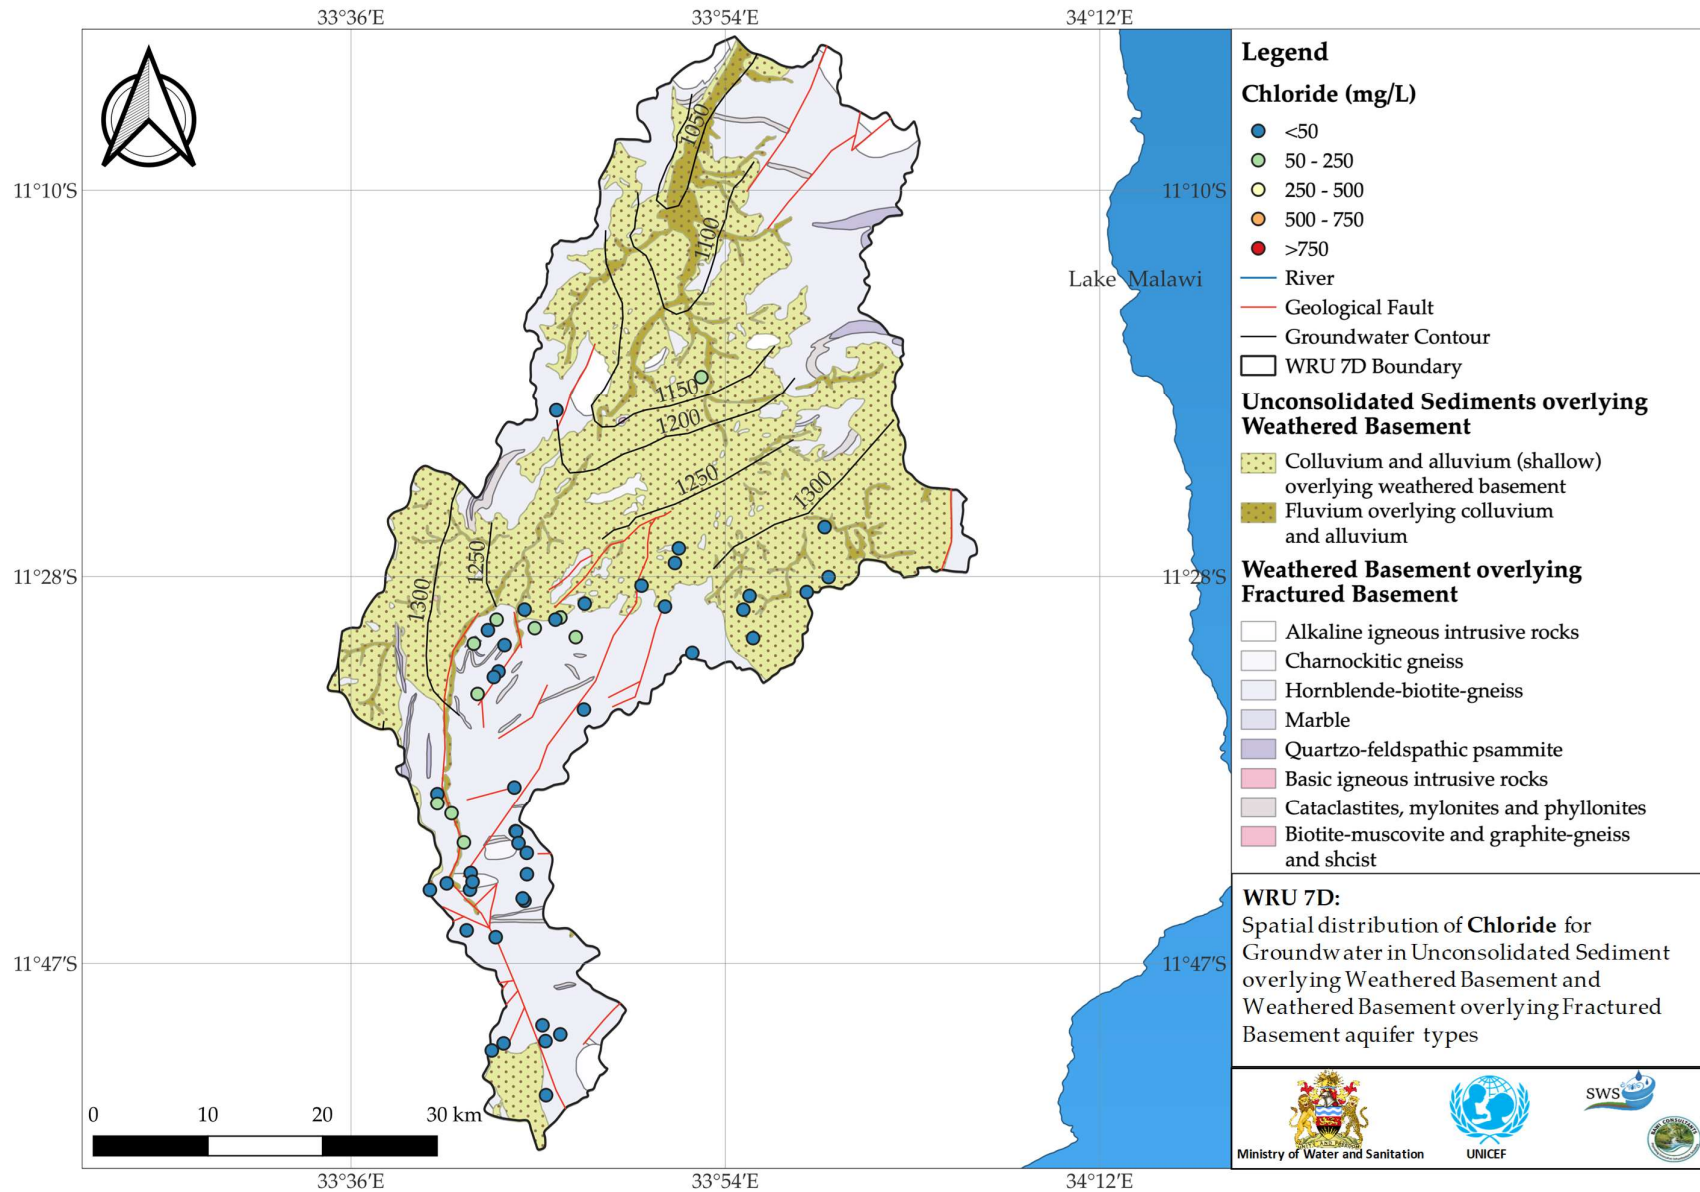 33°36′E
33°54′E
34°12′E
11°10′S
11°10′S
11°28′S
11°28′S
11°47′S
11°47′S
33°36′E
33°54′E
34°12′E
1050
1100
1150
1200
1250
1300
1250
1300
Lake Malawi
0 10 20 30 km
Legend
Chloride (mg/L)
<50
50 - 250
250 - 500
500 - 750
>750
River
Geological Fault
Groundwater Contour
WRU 7D Boundary
Unconsolidated Sediments overlying
Weathered Basement
Colluvium and alluvium (shallow)
overlying weathered basement
Fluvium overlying colluvium
and alluvium
Weathered Basement overlying
Fractured Basement
Alkaline igneous intrusive rocks
Charnockitic gneiss
Hornblende-biotite-gneiss
Marble
Quartzo-feldspathic psammite
Basic igneous intrusive rocks
Cataclastites, mylonites and phyllonites
Biotite-muscovite and graphite-gneiss
and shcist
WRU 7D:
Spatial distribution of Chloride for
Groundwater in Unconsolidated Sediment
overlying Weathered Basement and
Weathered Basement overlying Fractured
Basement aquifer types
Ministry of Water and Sanitation
UNICEF
SWS